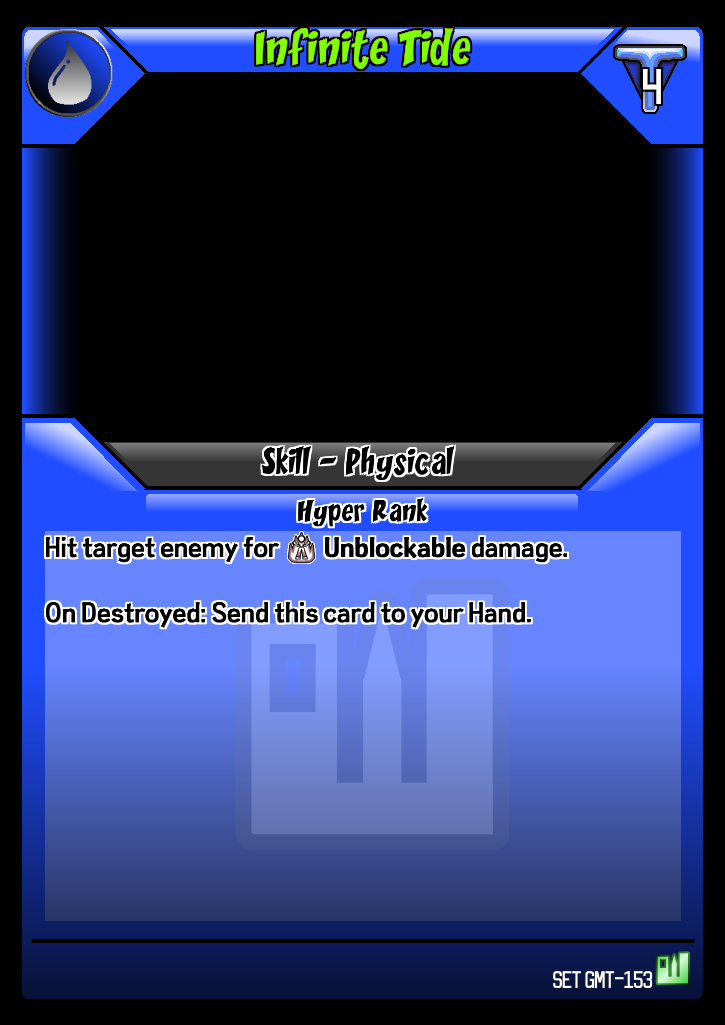 Infinite Tide
4
Skill - Physical
Hyper Rank
Hit target enemy for Unblockable damage.
On Destroyed: Send this card to your Hand.
SET GMT-153